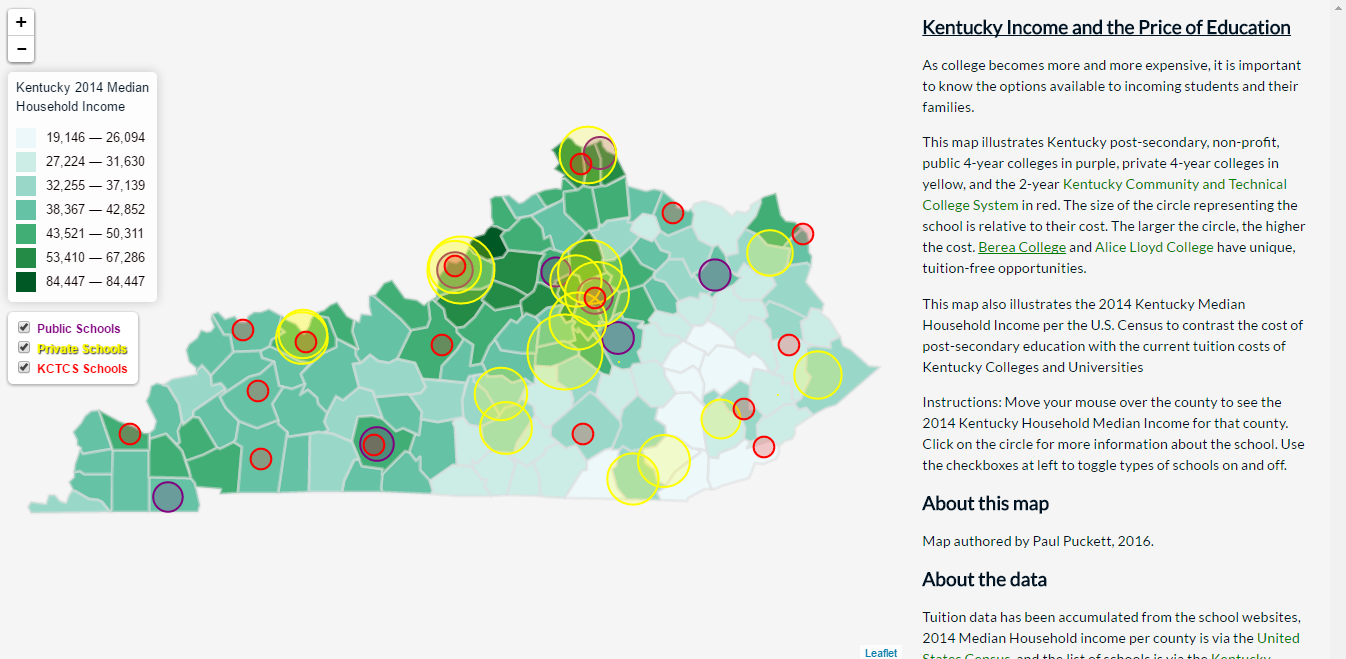 +
−
Kentucky 2014 Median
Household Income
19,146 — 26,094
27,224 — 31,630
32,255 — 37,139
38,367 — 42,852
43,521 — 50,311
53,410 — 67,286
84,447 — 84,447
Public Schools
Private Schools
KCTCS Schools
Leaflet
Kentucky Income and the Price of Education
As college becomes more and more expensive, it is important
to know the options available to incoming students and their
families.
This map illustrates Kentucky post-secondary, non-profit,
public 4-year colleges in purple, private 4-year colleges in
yellow, and the 2-year Kentucky Community and Technical
College System in red. The size of the circle representing the
school is relative to their cost. The larger the circle, the higher
the cost. Berea College and Alice Lloyd College have unique,
tuition-free opportunities.
This map also illustrates the 2014 Kentucky Median
Household Income per the U.S. Census to contrast the cost of
post-secondary education with the current tuition costs of
Kentucky Colleges and Universities
Instructions: Move your mouse over the county to see the
2014 Kentucky Household Median Income for that county.
Click on the circle for more information about the school. Use
the checkboxes at left to toggle types of schools on and off.
About this map
Map authored by Paul Puckett, 2016.
About the data
Tuition data has been accumulated from the school websites,
2014 Median Household income per county is via the United
States Census, and the list of schools is via the Kentucky